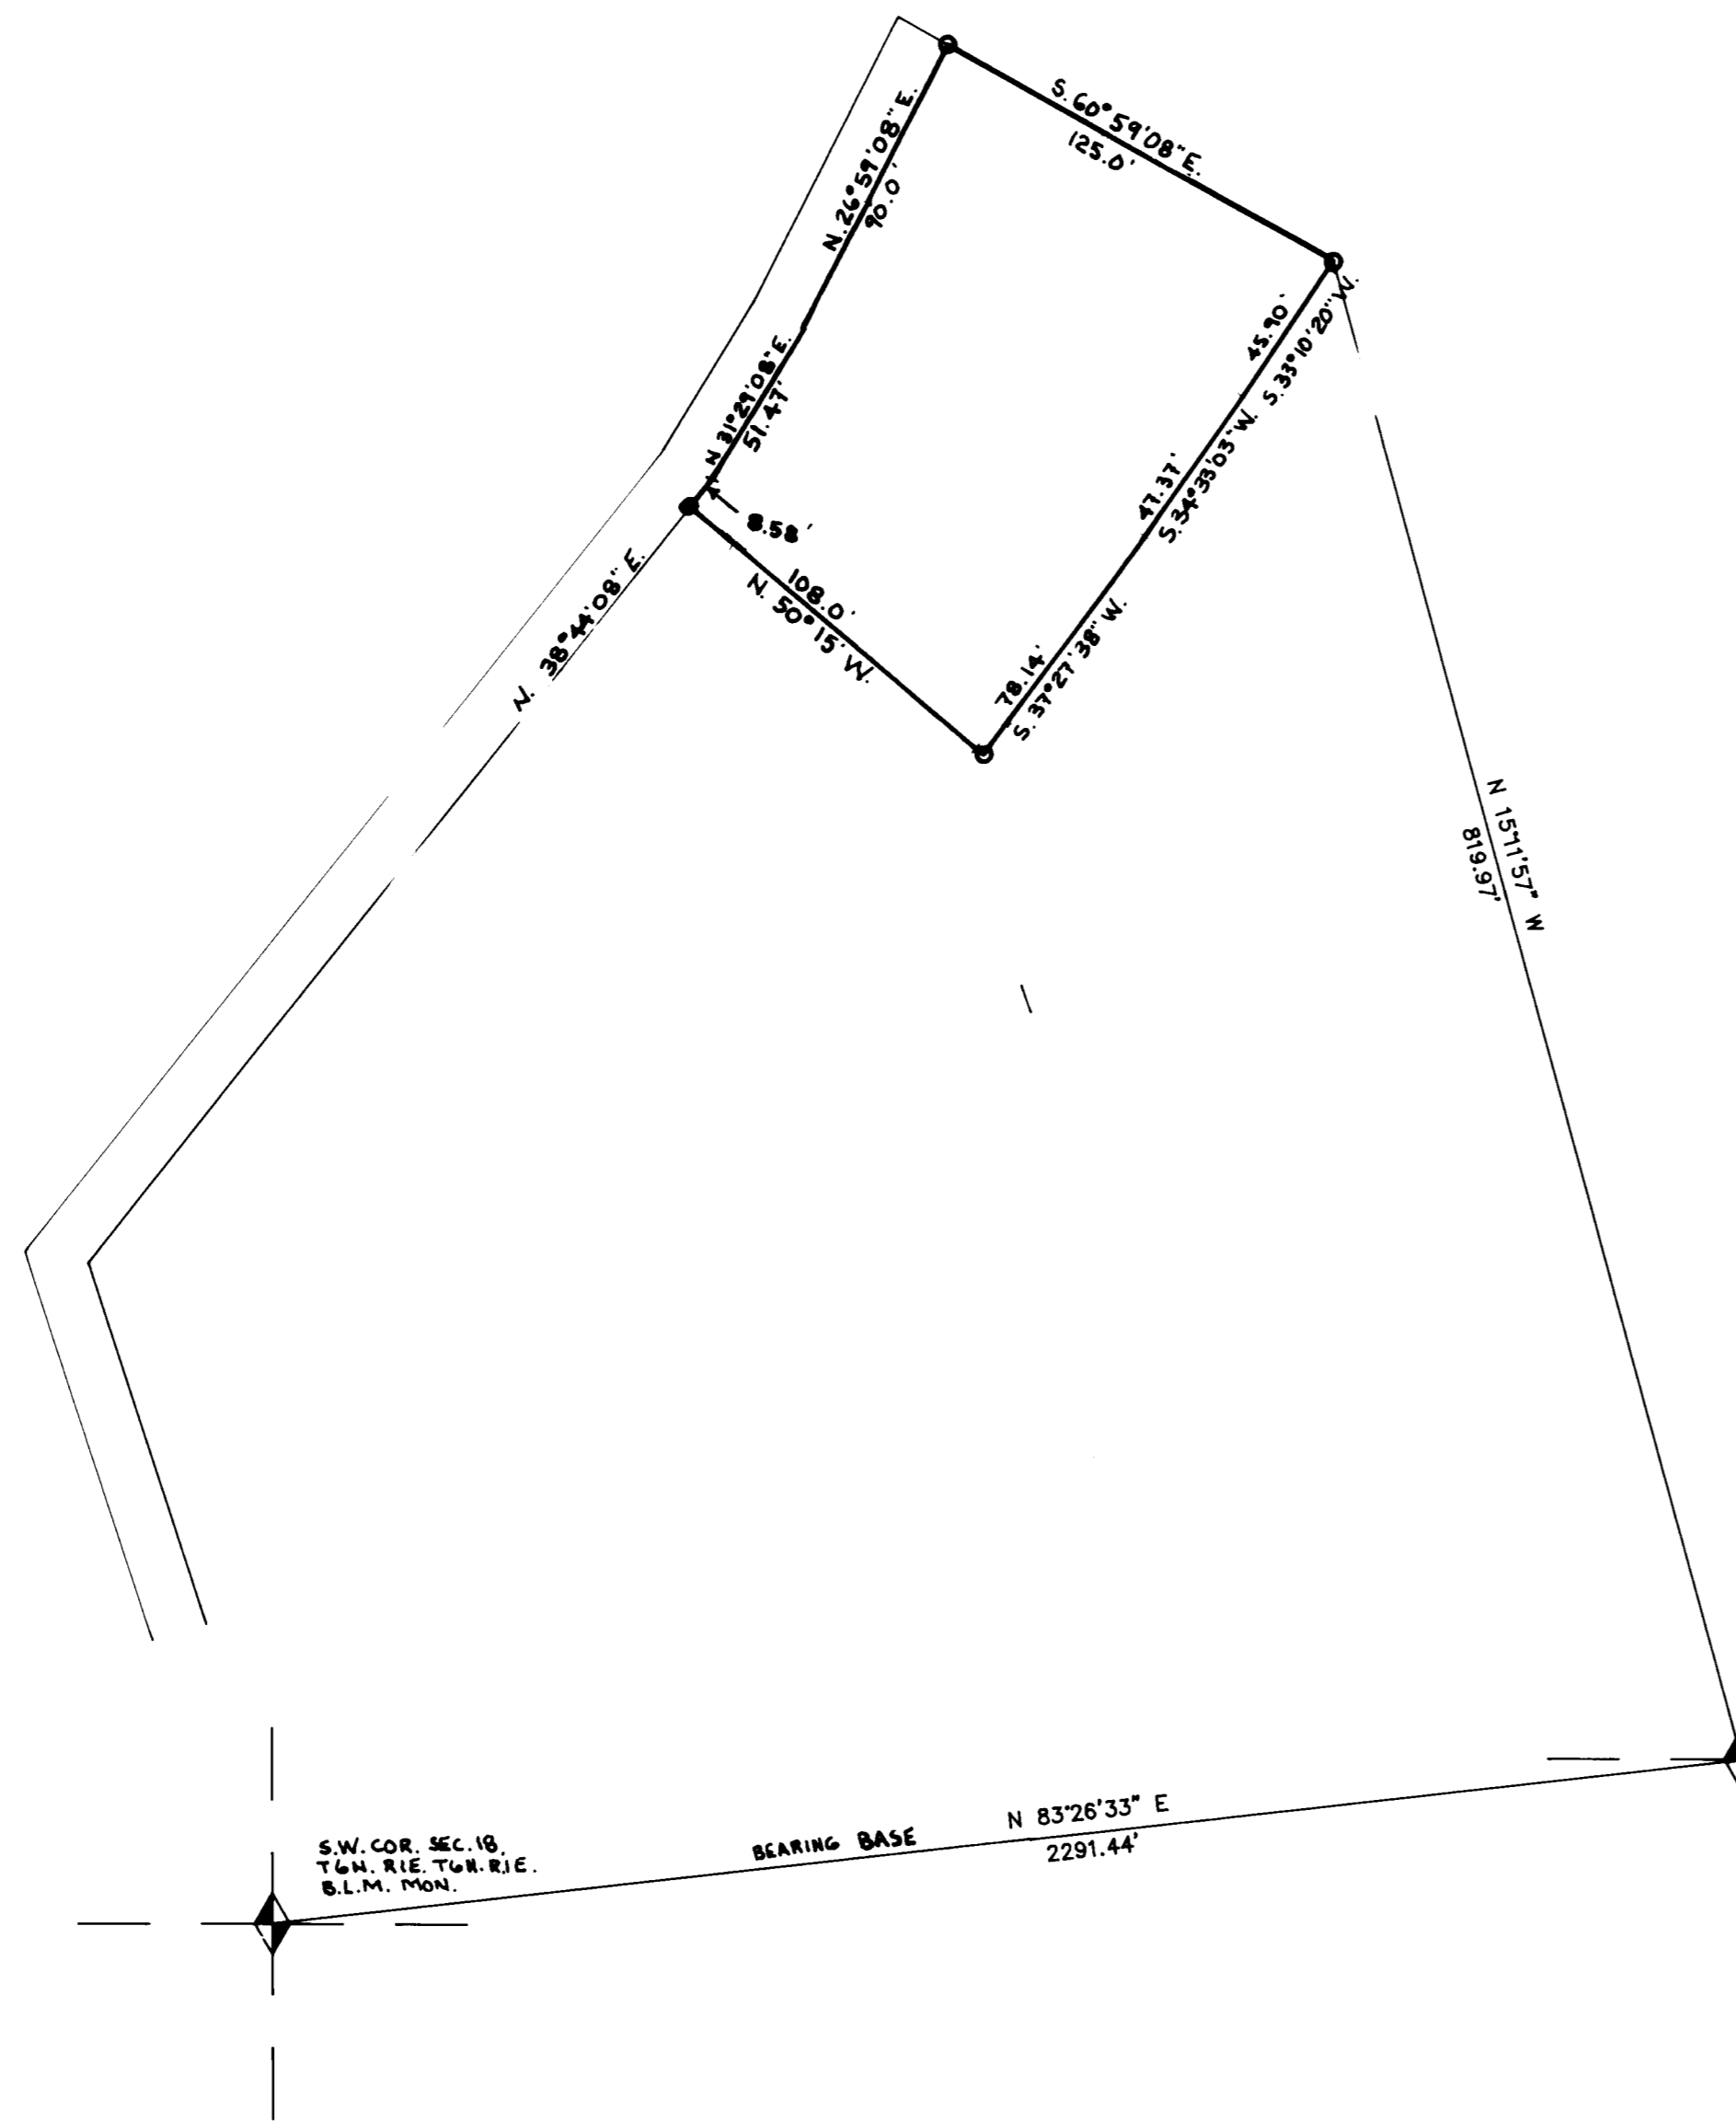 S. 60°59'08" E.
125.0'
N. 26°59'08" E.
90.0'
45.90'
S. 33°10'20" W.
N 31°29'08" E.
51.47'
8.58'
47.37'
S. 34°33'03" W.
108.0'
N. 50°15' W.
N. 38°44'08" E.
78.14'
S. 37°27'38" W.
N 15°11'57" W
819.97'
N 83°26'33" E
BEARING BASE
2291.44'
S.W. COR. SEC. 18,
T6N. R1E. T6N. R1E.
B.L.M. MON.